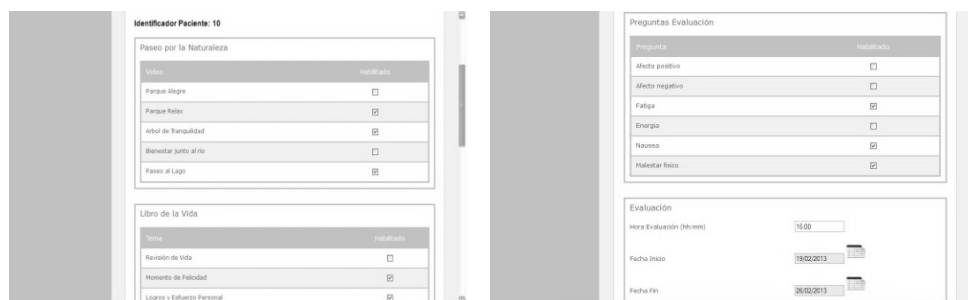 Identificador Paciente: 10
Paseo por la Naturaleza
Video Habilitado
Parque Alegre
Parque Relax
Arbol de Tranquilidad
Bienestar junto al rio
Paseo al Lago
Libro de la Vida
Tema Habilitado
Revisión de Vida
Momento de Felicidad
Logros y Esfuerzo Personal
Preguntas Evaluación
Pregunta Habilitado
Afecto positivo
Afecto negativo
Fatiga
Energia
Nausea
Malestar físico
Evaluación
Hora Evaluación (hh:mm) 15:00
Fecha Inicio 19/02/2013
Fecha Fin 26/02/2013